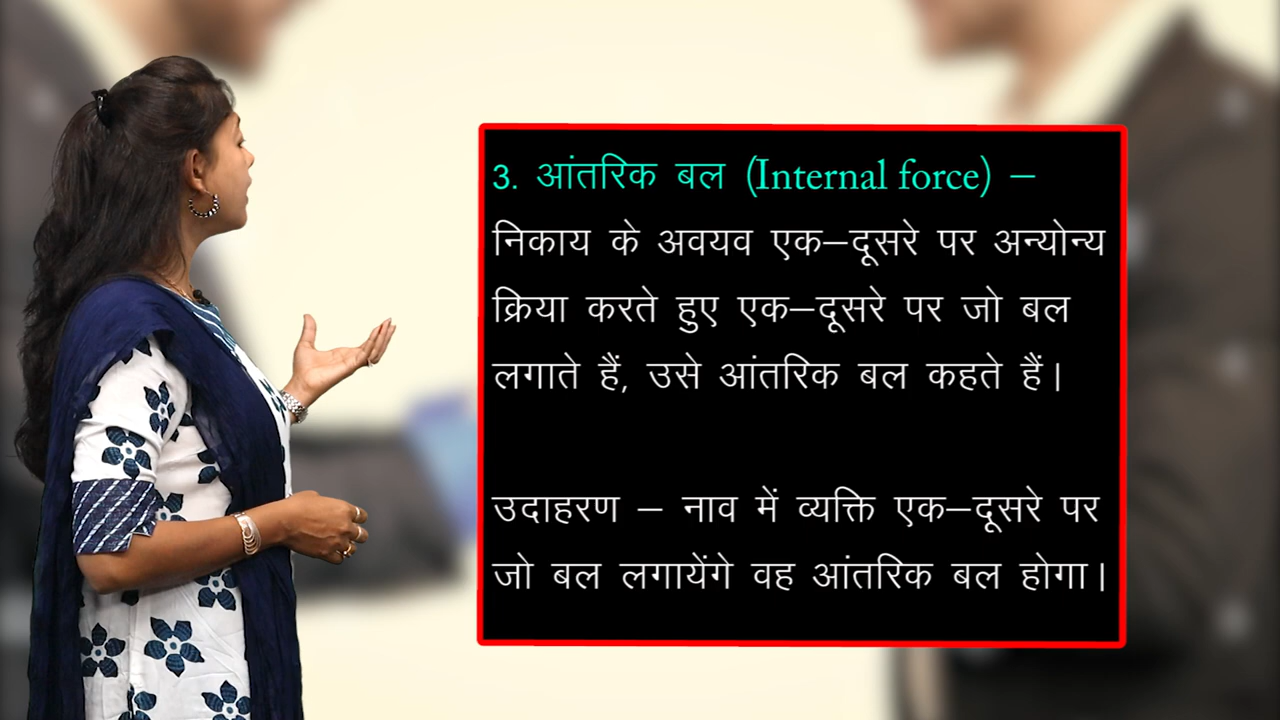 3. आंतरिक बल (Internal force) –
निकाय के अवयव एक–दूसरे पर अन्योन्य
क्रिया करते हुए एक–दूसरे पर जो बल
लगाते हैं, उसे आंतरिक बल कहते हैं।
उदाहरण – नाव में व्यक्ति एक–दूसरे पर
जो बल लगायेंगे वह आंतरिक बल होगा।